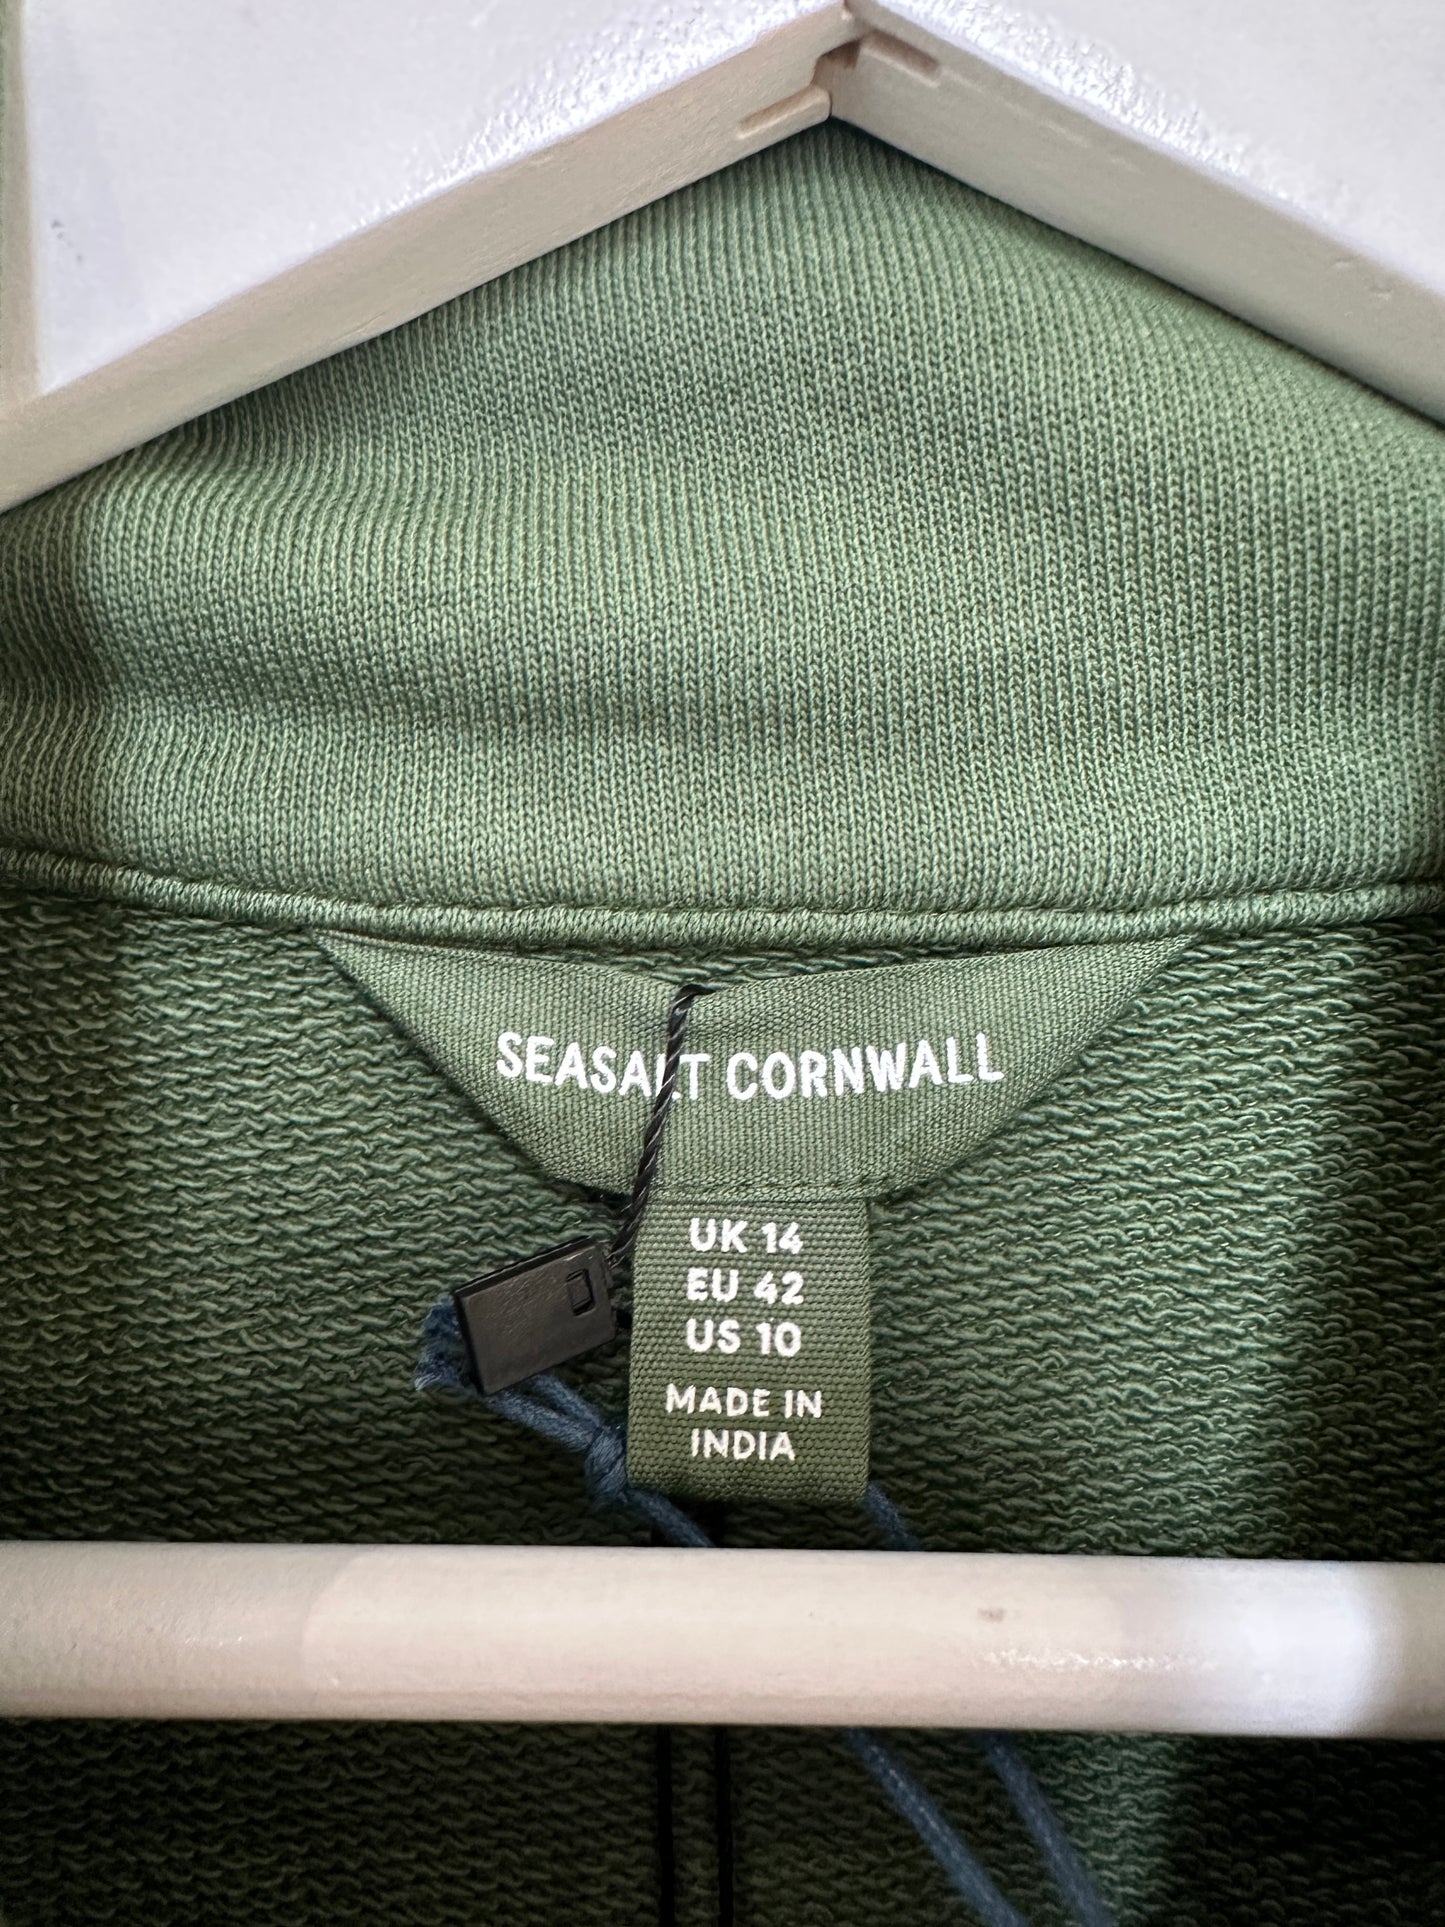 SEASALT CORNWALL
UK 14
EU 42
US 10
MADE IN
INDIA